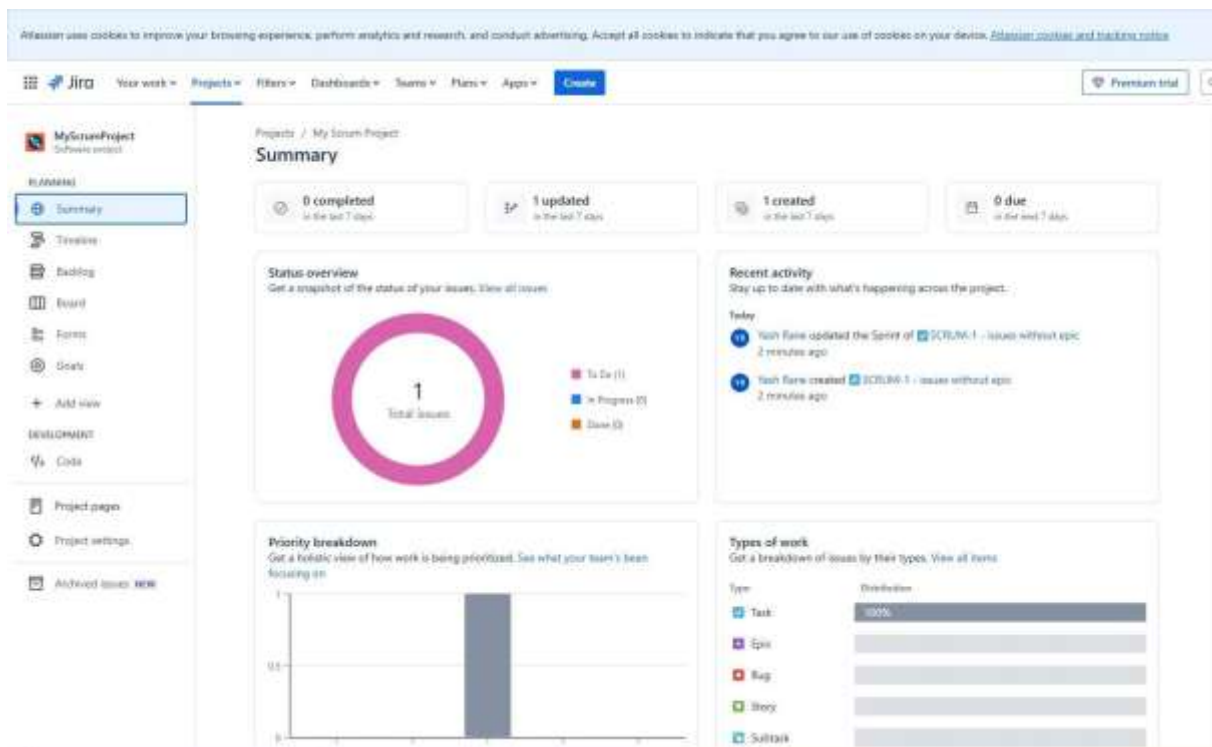 Atlassian uses cookies to improve your browsing experience, perform analytics and research, and conduct advertising. Accept all cookies to indicate that you agree to our use of cookies on your device. Atlassian cookies and tracking notice
Jira Your work Projects Filters Dashboards Teams Plans Apps Create Premium trial
MyScrumProject
Software project
PLANNING
Summary
Timeline
Backlog
Board
Forms
Goals
Add view
DEVELOPMENT
Code
Project pages
Project settings
Archived issues NEW
Projects / My Scrum Project
Summary
0 completed
in the last 7 days
1 updated
in the last 7 days
1 created
in the last 7 days
0 due
in the next 7 days
Status overview
Get a snapshot of the status of your issues. View all issues
1
Total issues
To Do (1)
In Progress (0)
Done (0)
Recent activity
Stay up to date with what's happening across the project.
Today
Yash Rane updated the Sprint of SCRUM-1 - issues without epic
2 minutes ago
Yash Rane created SCRUM-1 - issues without epic
2 minutes ago
Priority breakdown
Get a holistic view of how work is being prioritized. See what your team's been
focusing on
1
0.5
0
Types of work
Get a breakdown of issues by their types. View all items
Type Distribution
Task 100%
Epic
Bug
Story
Subtask